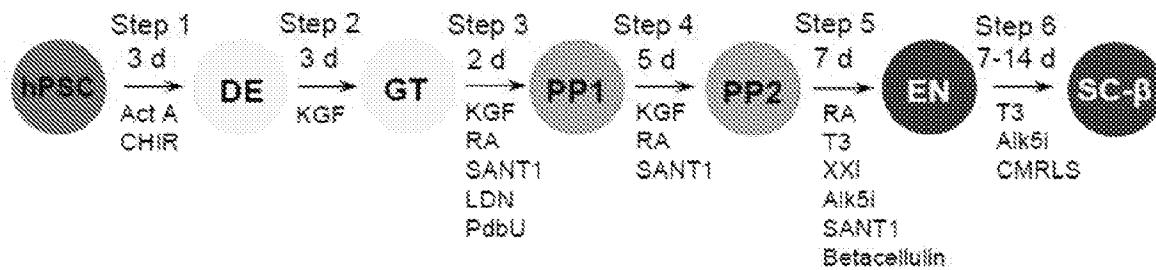 Step 1
3 d
Step 2
3 d
Step 3
2 d
Step 4
5 d
Step 5
7 d
Step 6
7-14 d
hPSC
DE
GT
PP1
PP2
EN
SC-β
Act A
CHIR
KGF
KGF
RA
SANT1
LDN
PdbU
KGF
RA
SANT1
RA
T3
XXI
Alk5i
SANT1
Betacellulin
T3
Alk5i
CMRLS